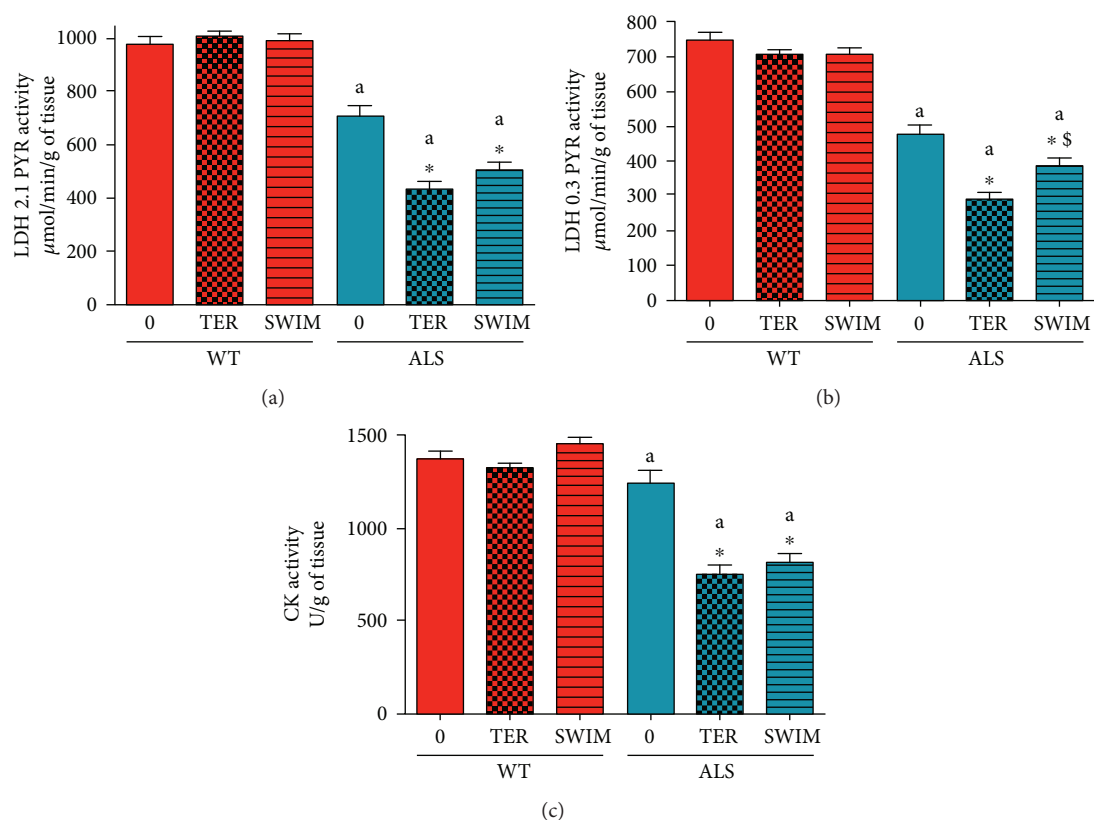 LDH 2.1 PYR activity
μmol/min/g of tissue
1000
800
600
400
200
0
a
a
*
a
*
0 TER SWIM 0 TER SWIM
WT ALS
(a)
LDH 0.3 PYR activity
μmol/min/g of tissue
800
700
600
500
400
300
200
100
0
a
a
*
a
* $
0 TER SWIM 0 TER SWIM
WT ALS
(b)
CK activity
U/g of tissue
1500
1000
500
0
a
a
*
a
*
0 TER SWIM 0 TER SWIM
WT ALS
(c)